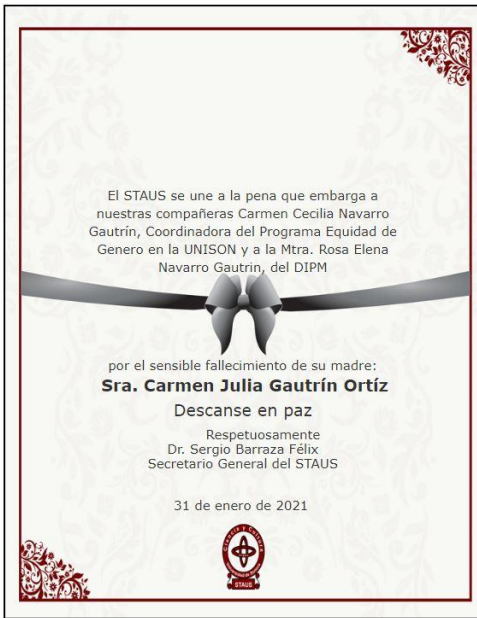 El STAUS se une a la pena que embarga a
nuestras compañeras Carmen Cecilia Navarro
Gautrín, Coordinadora del Programa Equidad de
Genero en la UNISON y a la Mtra. Rosa Elena
Navarro Gautrin, del DIPM
por el sensible fallecimiento de su madre:
Sra. Carmen Julia Gautrín Ortíz
Descanse en paz
Respetuosamente
Dr. Sergio Barraza Félix
Secretario General del STAUS
31 de enero de 2021
STAUS